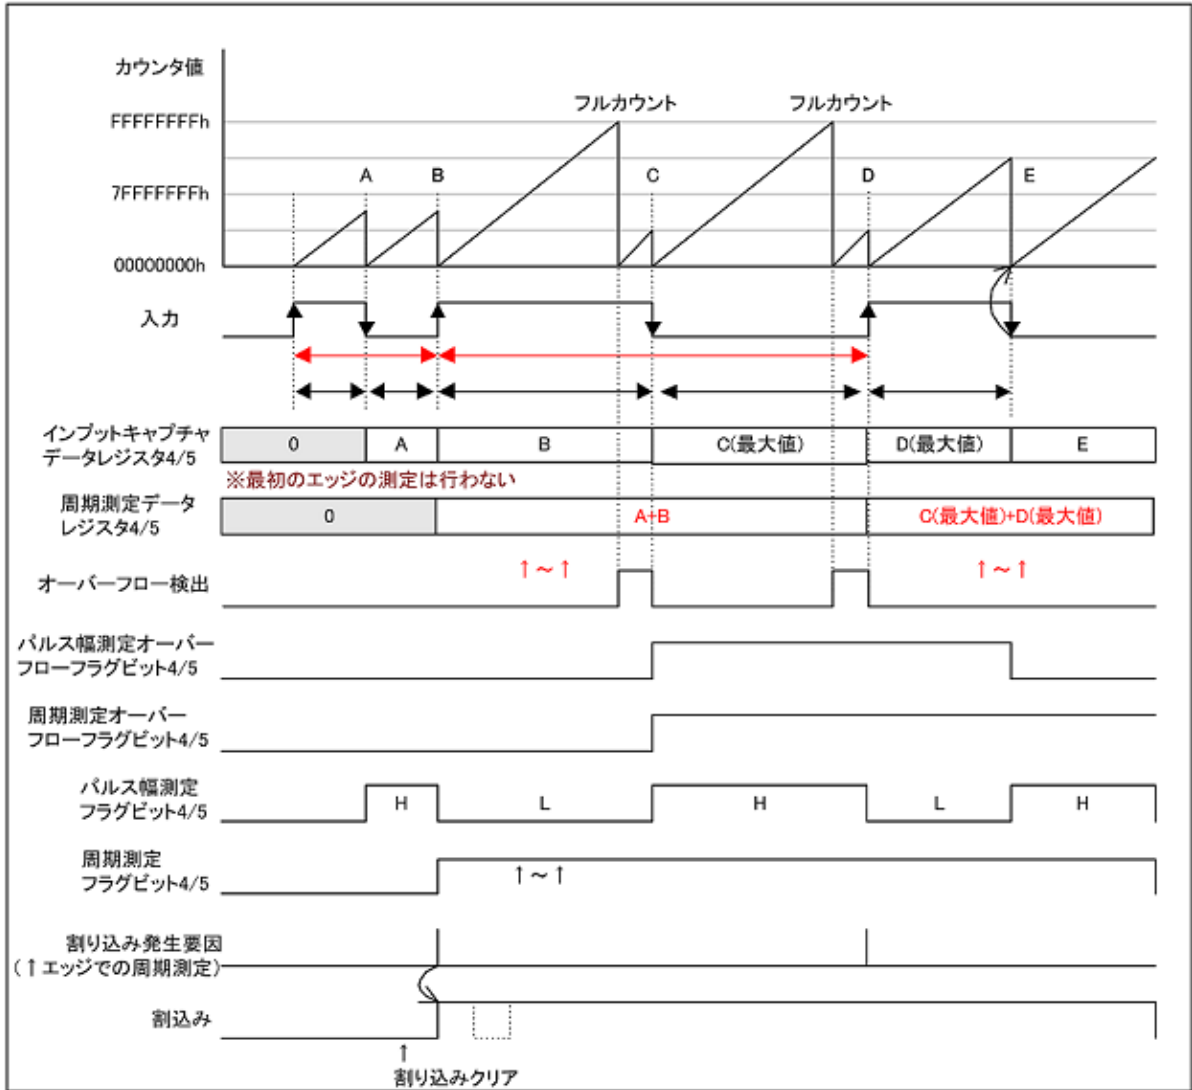 カウンタ値
フルカウント フルカウント
FFFFFFFFh
A B C D E
7FFFFFFFh
00000000h
入力
インプットキャプチャ
データレジスタ4/5
0 A B C(最大値) D(最大値) E
※最初のエッジの測定は行わない
周期測定データ
レジスタ4/5
0 A+B C(最大値)+D(最大値)
↑～↑ ↑～↑
オーバーフロー検出
パルス幅測定オーバー
フローフラグビット4/5
周期測定オーバー
フローフラグビット4/5
パルス幅測定
フラグビット4/5
H L H L H
周期測定
フラグビット4/5
↑～↑
割り込み発生要因
(↑エッジでの周期測定)
割込み
↑
割り込みクリア